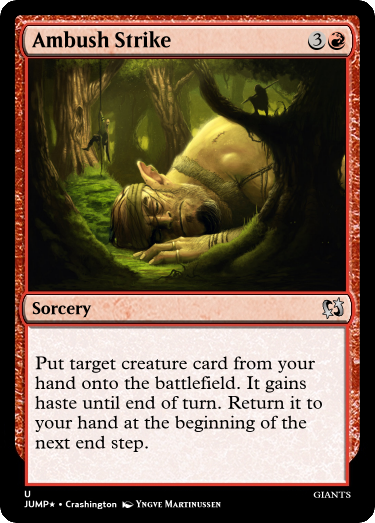 Ambush Strike 3
Sorcery
Put target creature card from your
hand onto the battlefield. It gains
haste until end of turn. Return it to
your hand at the beginning of the
next end step.
U
JUMP★ • Crashington Yngve Martinussen
GIANTS